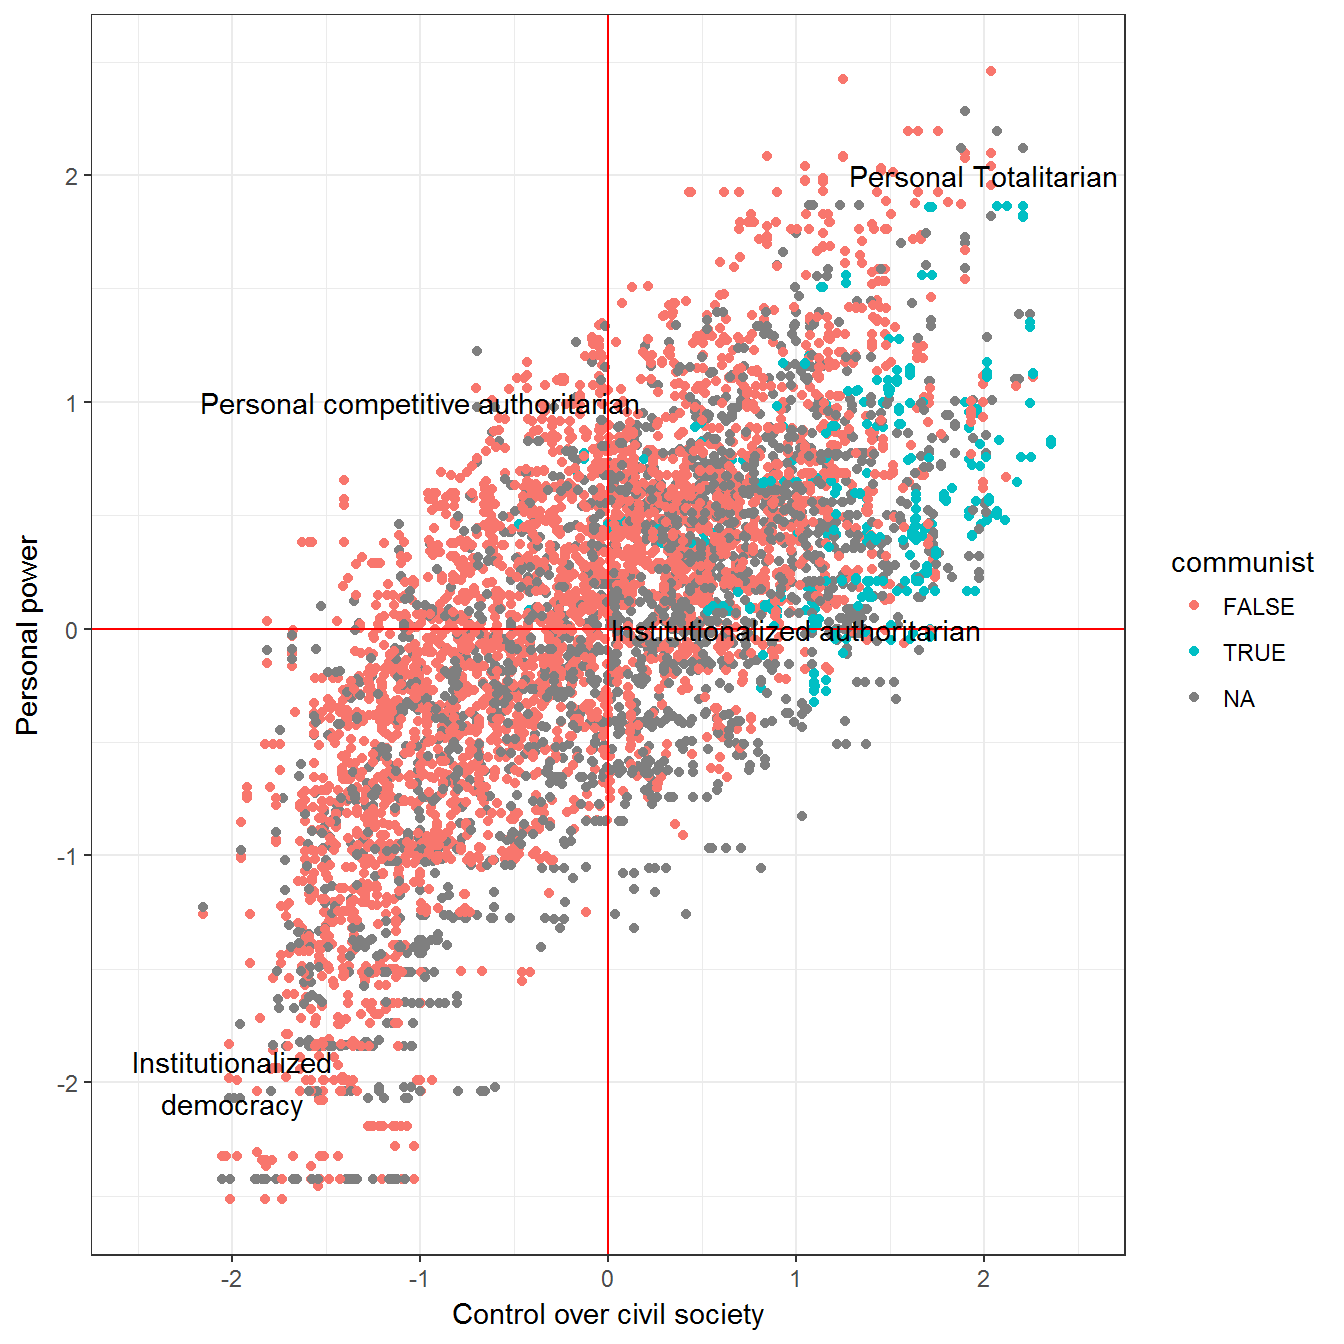 2
1
0
-1
-2
Personal power
Personal Totalitarian
Personal competitive authoritarian
Institutionalized authoritarian
Institutionalized
democracy
-2
-1
0
1
2
Control over civil society
communist
FALSE
TRUE
NA